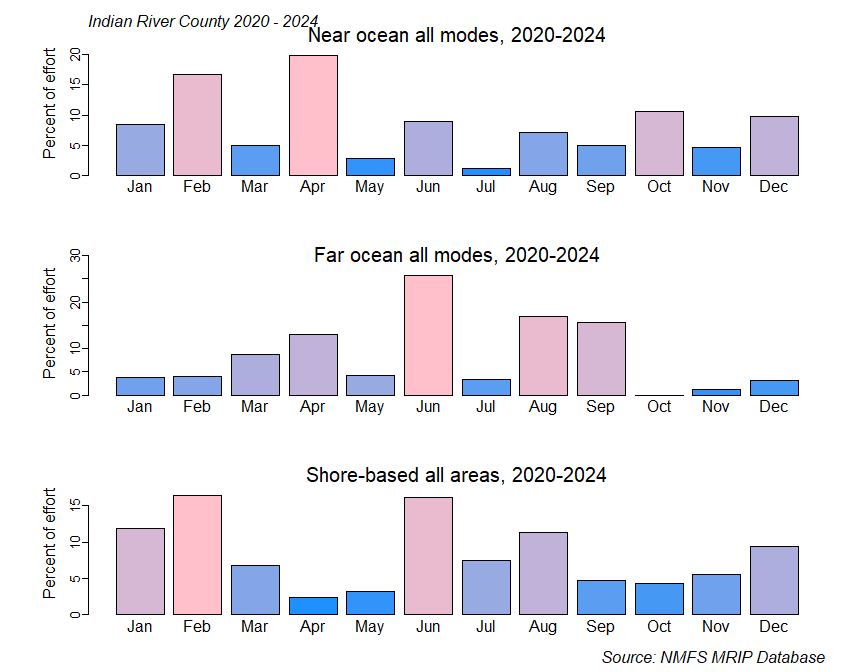 Indian River County 2020 - 2024
Near ocean all modes, 2020-2024
Percent of effort
20
15
10
5
0
Jan Feb Mar Apr May Jun Jul Aug Sep Oct Nov Dec
Far ocean all modes, 2020-2024
Percent of effort
30
20
10
5
0
Jan Feb Mar Apr May Jun Jul Aug Sep Oct Nov Dec
Shore-based all areas, 2020-2024
Percent of effort
15
10
5
0
Jan Feb Mar Apr May Jun Jul Aug Sep Oct Nov Dec
Source: NMFS MRIP Database